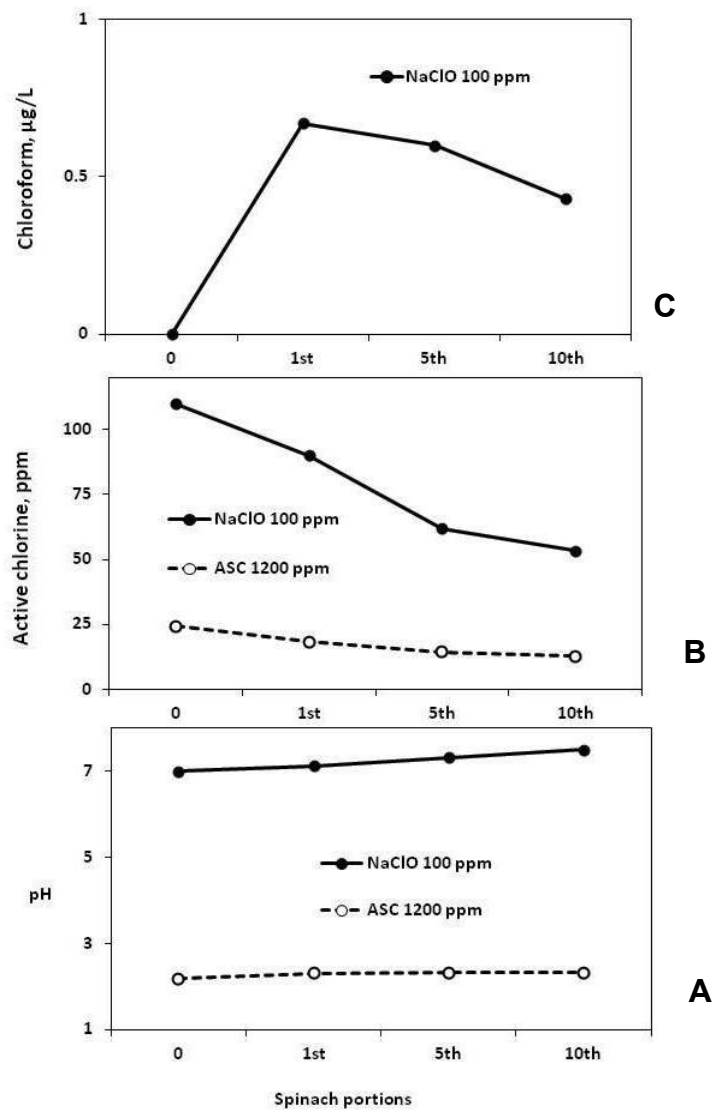 1
NaClO 100 ppm
Chloroform, µg/L
0.5
0
C
0 1st 5th 10th
100
Active chlorine, ppm
75
NaClO 100 ppm
50
ASC 1200 ppm
25
B
0
0 1st 5th 10th
7
5
NaClO 100 ppm
pH
ASC 1200 ppm
3
A
1
0 1st 5th 10th
Spinach portions